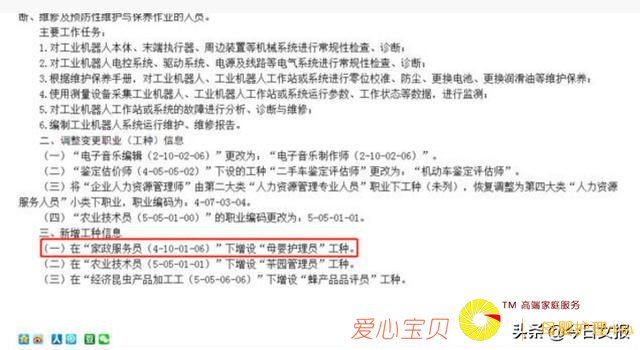 断、维修及预防性维护与保养作业的人员。
主要工作任务：
1.对工业机器人本体、末端执行器、周边装置等机械系统进行常规性检查、诊断；
2.对工业机器人电控系统、驱动系统、电源及线路等电气系统进行常规性检查、诊断；
3.根据维护保养手册，对工业机器人、工业机器人工作站或系统进行零位校准、防尘、更换电池、更换润滑油等维护保养；
4.使用测量设备采集工业机器人、工业机器人工作站或系统运行参数、工作状态等数据，进行监测；
5.对工业机器人工作站或系统的故障进行分析、诊断与维修；
6.编制工业机器人系统运行维护、维修报告。
二、调整变更职业（工种）信息
（一）“电子音乐编辑（2-10-02-06）”更改为：“电子音乐制作师（2-10-02-06）”。
（二）“鉴定估价师（4-05-05-02）”下设的工种“二手车鉴定评估师”更改为：“机动车鉴定评估师”。
（三）将“企业人力资源管理师”由第二大类“人力资源管理专业人员”职业下工种（未列），恢复调整为第四大类“人力资源
服务人员”小类下职业，职业编码为：4-07-03-04。
（四）“农业技术员（5-05-01-00）”的职业编码更改为：5-05-01-01。
三、新增工种信息
（一）在“家政服务员（4-10-01-06）”下增设“母婴护理员”工种。
（二）在“农业技术员（5-05-01-01）”下增设“茶园管理员”工种。
（三）在“经济昆虫产品加工工（5-05-06-06）”下增设“蜂产品品评员”工种。
爱心宝贝
TM 高端家庭服务
头条@今日女报